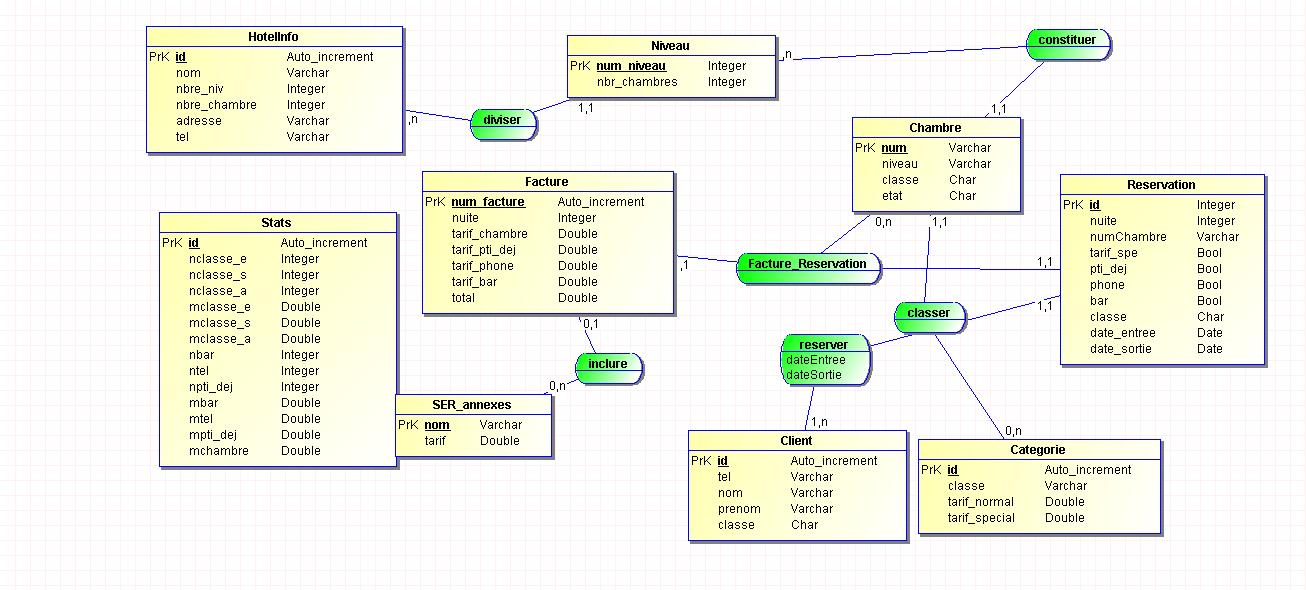 HotelInfo
PrK id Auto_increment
nom Varchar
nbre_niv Integer
nbre_chambre Integer
adresse Varchar
tel Varchar
,n
diviser
1,1
Niveau
PrK num_niveau Integer
nbr_chambres Integer
,n
constituer
1,1
Chambre
PrK num Varchar
niveau Varchar
classe Char
etat Char
0,n
1,1
Facture
PrK num_facture Auto_increment
nuite Integer
tarif_chambre Double
tarif_pti_dej Double
tarif_phone Double
tarif_bar Double
total Double
,1
0,1
Facture_Reservation
1,1
Reservation
PrK id Integer
nuite Integer
numChambre Varchar
tarif_spe Bool
pti_dej Bool
phone Bool
bar Bool
classe Char
date_entree Date
date_sortie Date
1,1
classer
Stats
PrK id Auto_increment
nclasse_e Integer
nclasse_s Integer
nclasse_a Integer
mclasse_e Double
mclasse_s Double
mclasse_a Double
nbar Integer
ntel Integer
npti_dej Integer
mbar Double
mtel Double
mpti_dej Double
mchambre Double
inclure
0,n
SER_annexes
PrK nom Varchar
tarif Double
reserver
dateEntree
dateSortie
1,n
Client
PrK id Auto_increment
tel Varchar
nom Varchar
prenom Varchar
classe Char
0,n
Categorie
PrK id Auto_increment
classe Varchar
tarif_normal Double
tarif_special Double